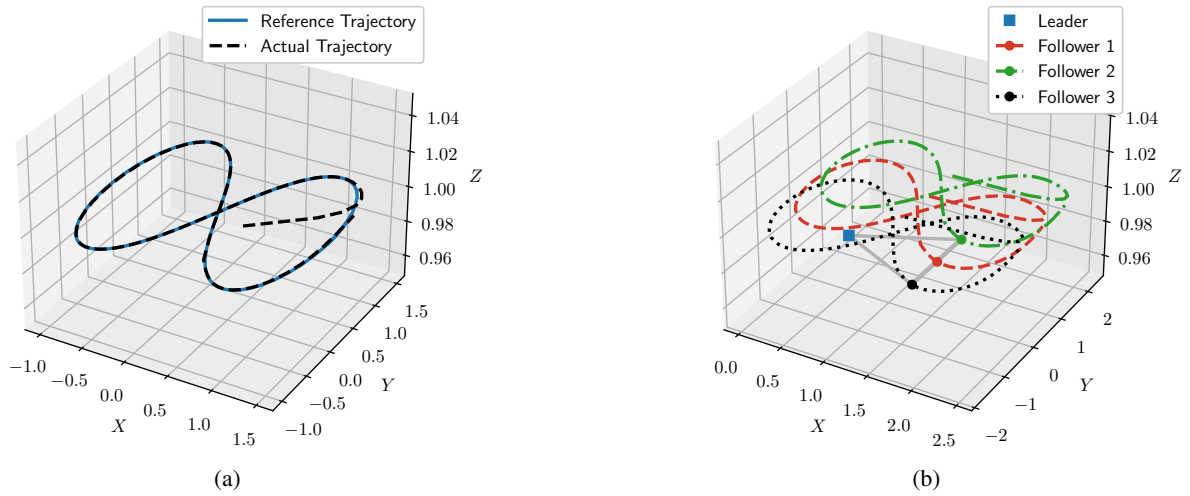 Reference Trajectory
Actual Trajectory
1.04
1.02
1.00
0.98
0.96
Z
−1.0
−0.5
0.0
0.5
1.0
1.5
X
−1.0
−0.5
0.0
0.5
1.0
1.5
Y
(a)
Leader
Follower 1
Follower 2
Follower 3
1.04
1.02
1.00
0.98
0.96
Z
0.0
0.5
1.0
1.5
2.0
2.5
X
−2
−1
0
1
2
Y
(b)